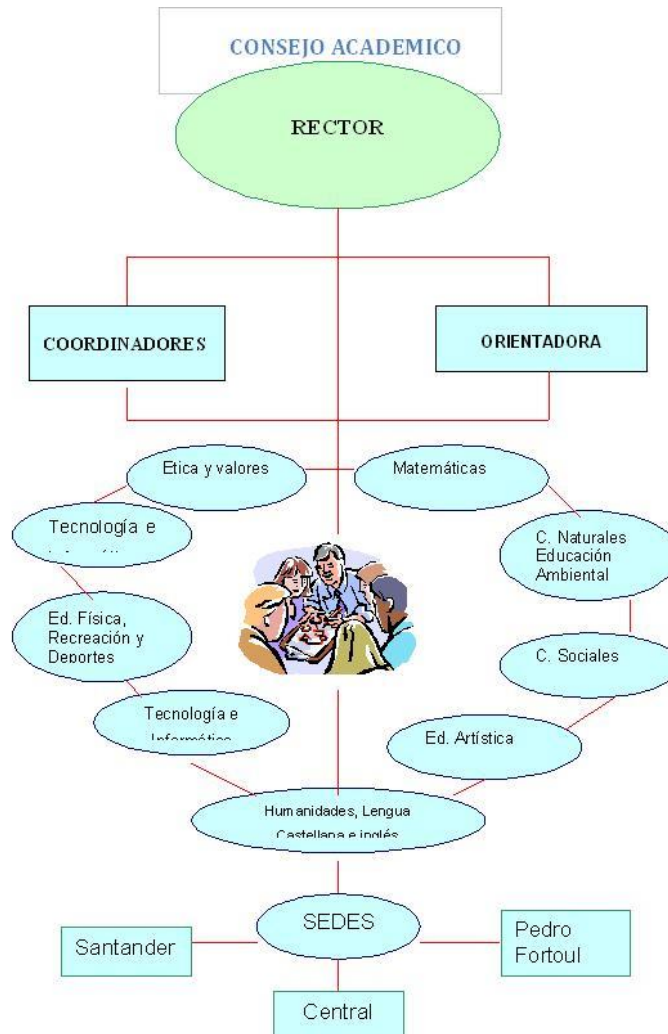 CONSEJO ACADEMICO
RECTOR
COORDINADORES
ORIENTADORA
Etica y valores
Matemáticas
Tecnología e
C. Naturales
Educación
Ambiental
Ed. Física,
Recreación y
Deportes
C. Sociales
Tecnología e
Informática
Ed. Artística
Humanidades, Lengua
Castellana e inglés
SEDES
Santander
Pedro
Fortoul
Central